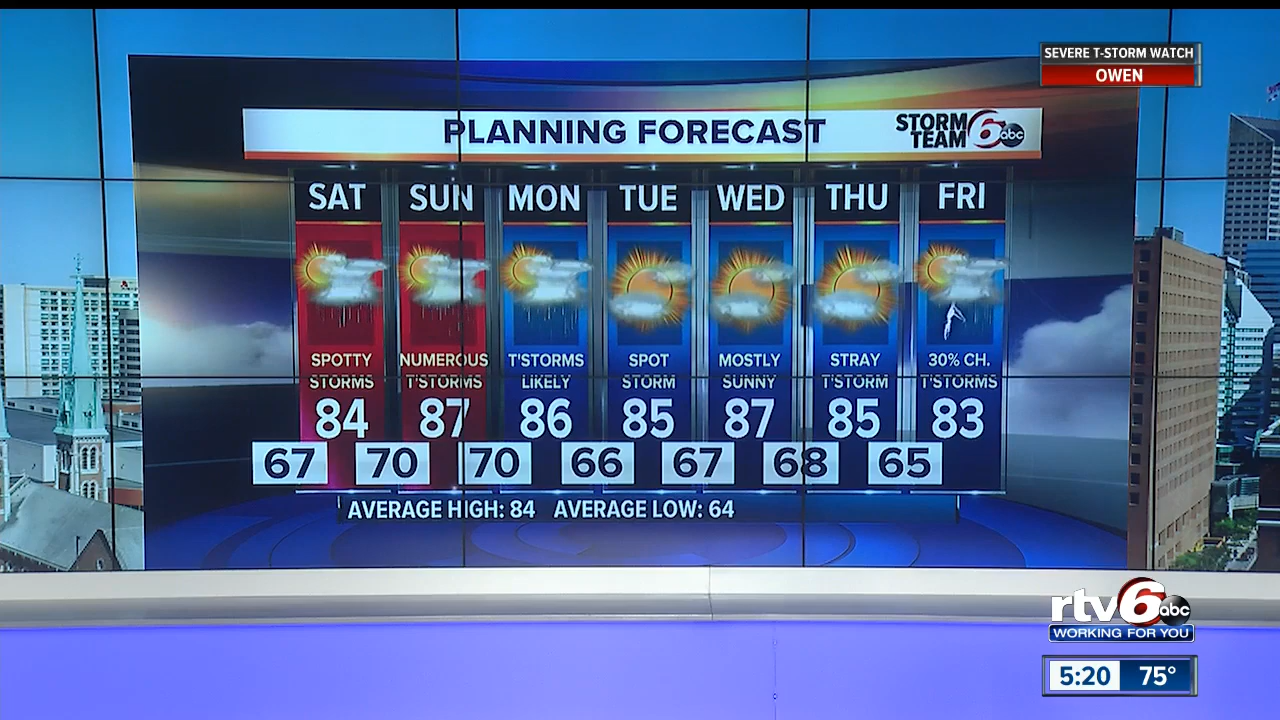 SEVERE T-STORM WATCH
OWEN
PLANNING FORECAST
STORM
TEAM 6 abc
SAT SUN MON TUE WED THU FRI
SPOTTY NUMEROUS T'STORMS SPOT MOSTLY STRAY 30% CH.
STORMS T'STORMS LIKELY STORM SUNNY T'STORM T'STORMS
84 87 86 85 87 85 83
67 70 70 66 67 68 65
AVERAGE HIGH: 84 AVERAGE LOW: 64
rtv6 abc
WORKING FOR YOU
5:20 75°